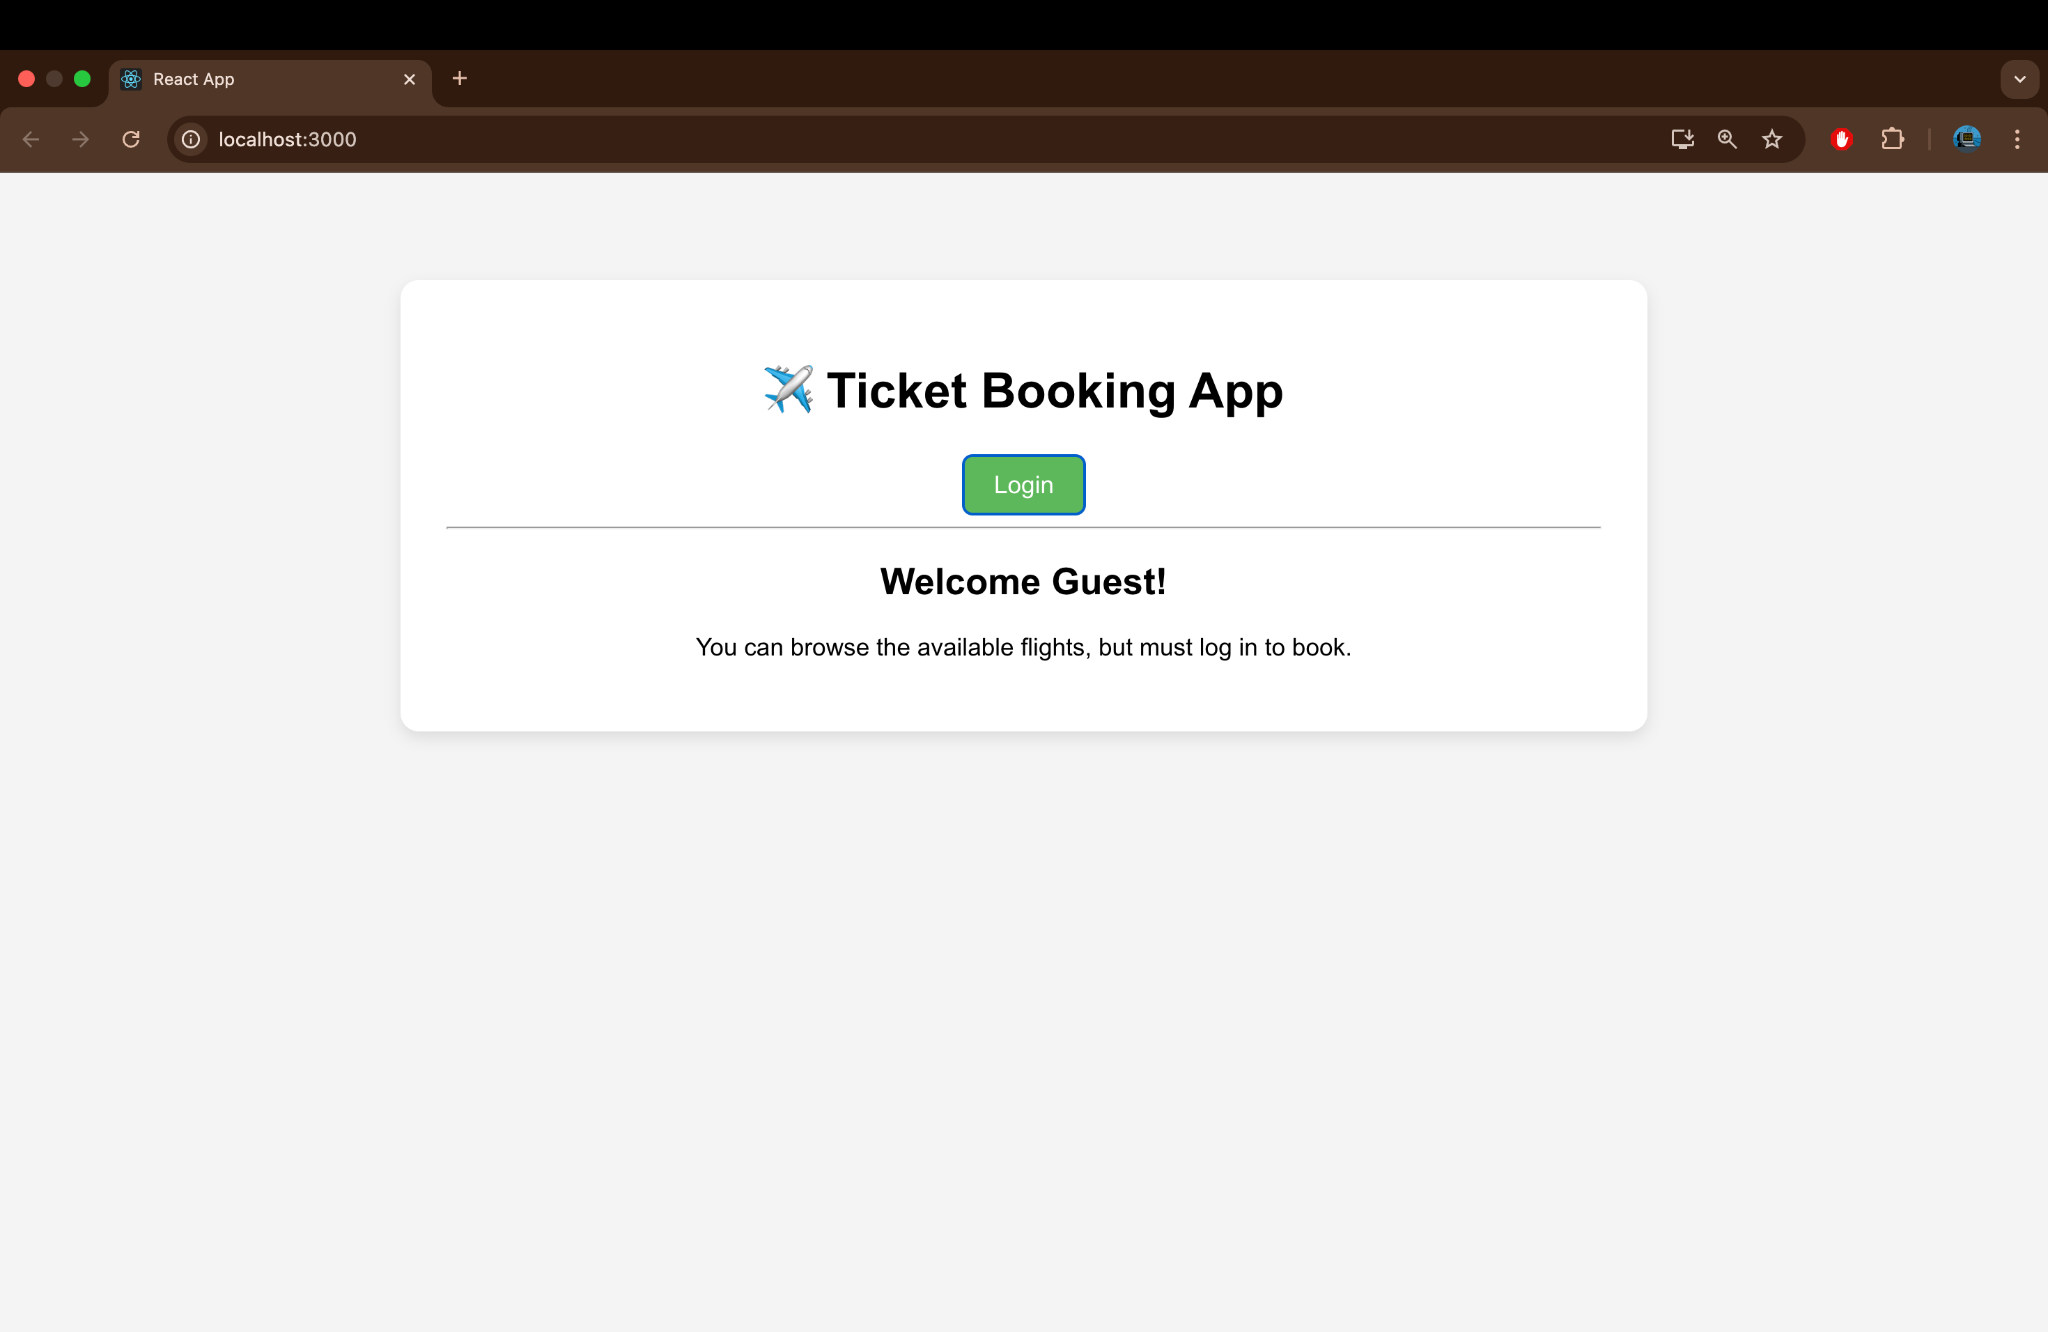 React App
localhost:3000
✈️ Ticket Booking App
Login
Welcome Guest!
You can browse the available flights, but must log in to book.